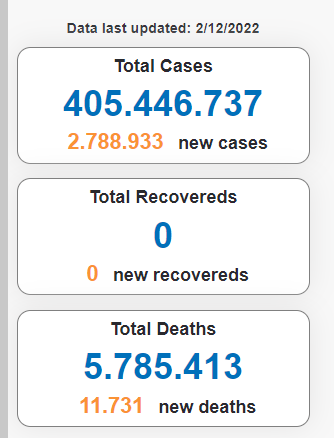 Data last updated: 2/12/2022
Total Cases
405.446.737
2.788.933 new cases
Total Recovereds
0
0 new recovereds
Total Deaths
5.785.413
11.731 new deaths